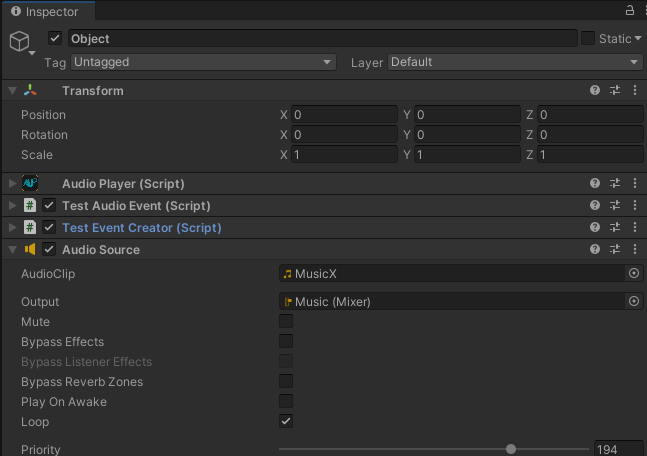 Inspector
Object Static
Tag Untagged Layer Default
Transform
Position X 0 Y 0 Z 0
Rotation X 0 Y 0 Z 0
Scale X 1 Y 1 Z 1
Audio Player (Script)
# Test Audio Event (Script)
# Test Event Creator (Script)
Audio Source
AudioClip MusicX
Output Music (Mixer)
Mute
Bypass Effects
Bypass Listener Effects
Bypass Reverb Zones
Play On Awake
Loop
Priority 194